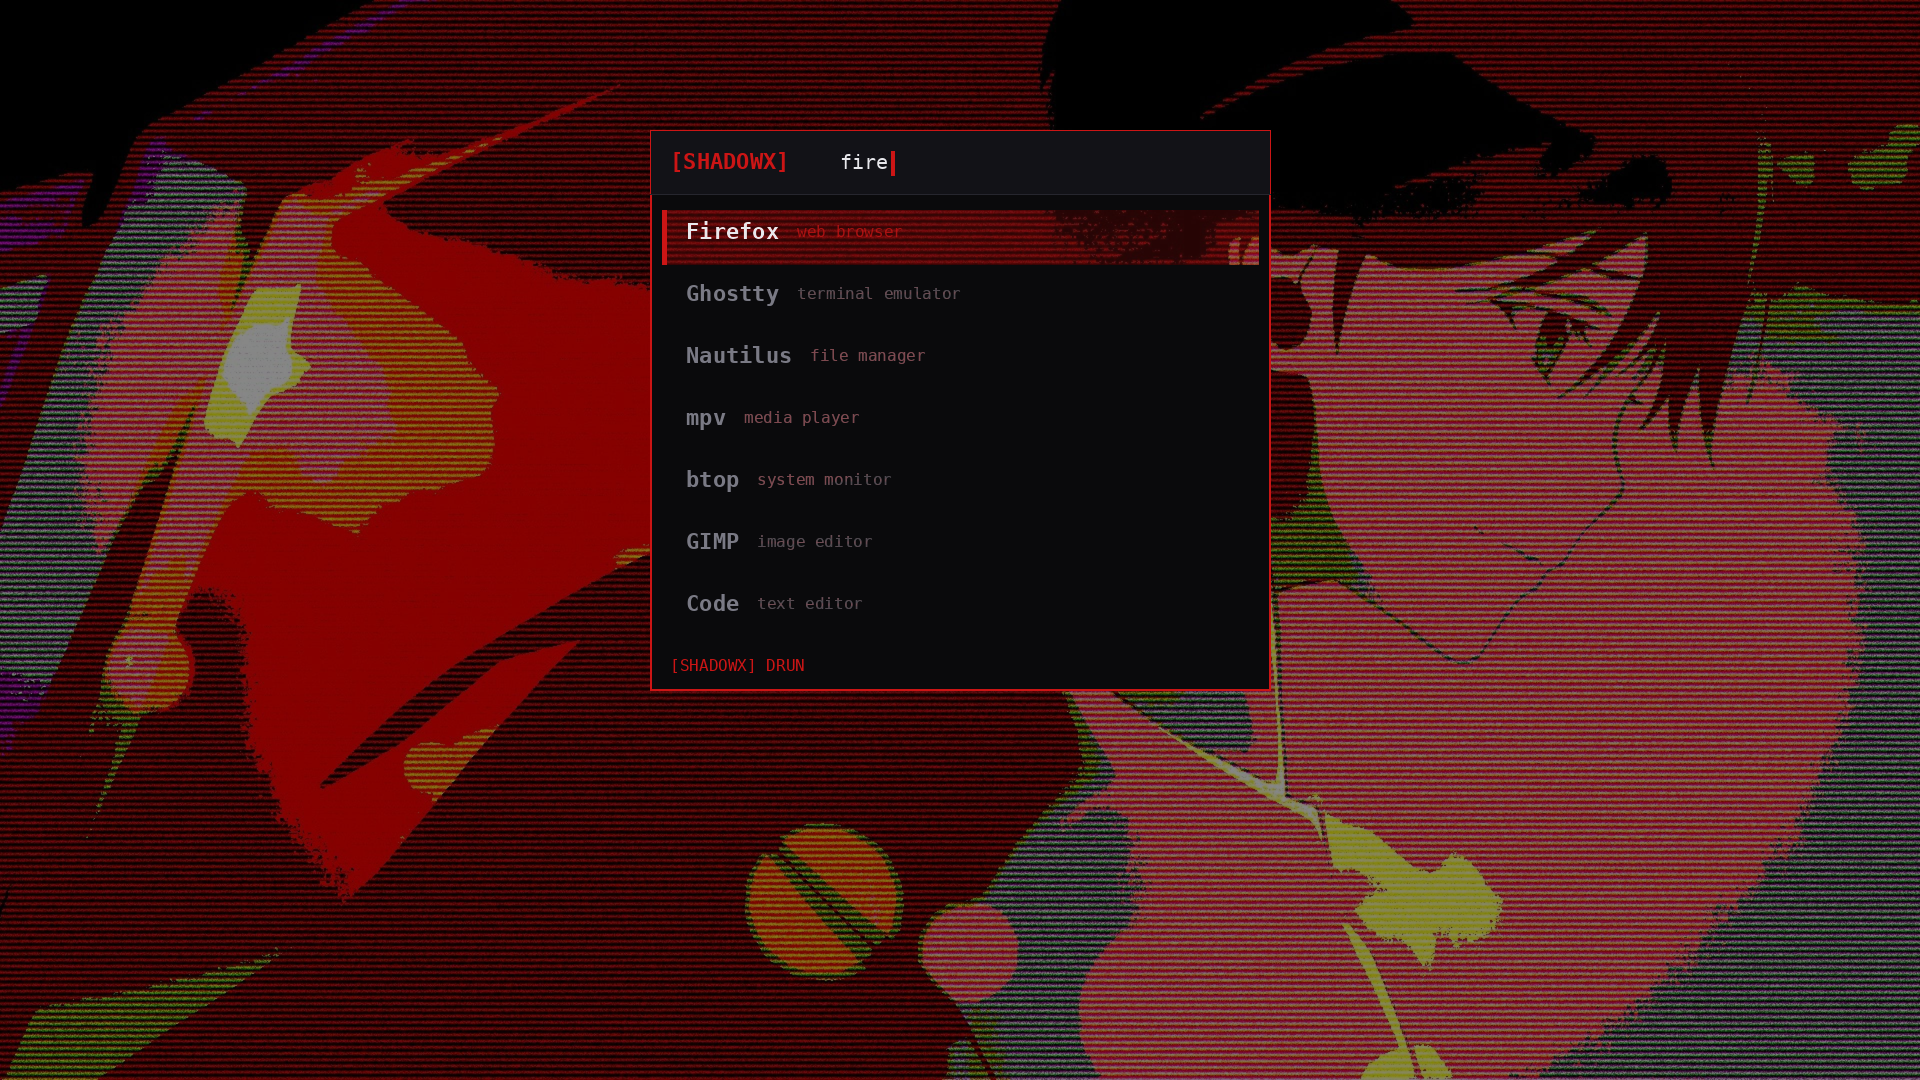 [SHADOWX] fire
Firefox web browser
Ghostty terminal emulator
Nautilus file manager
mpv media player
btop system monitor
GIMP image editor
Code text editor
[SHADOWX] DRUN